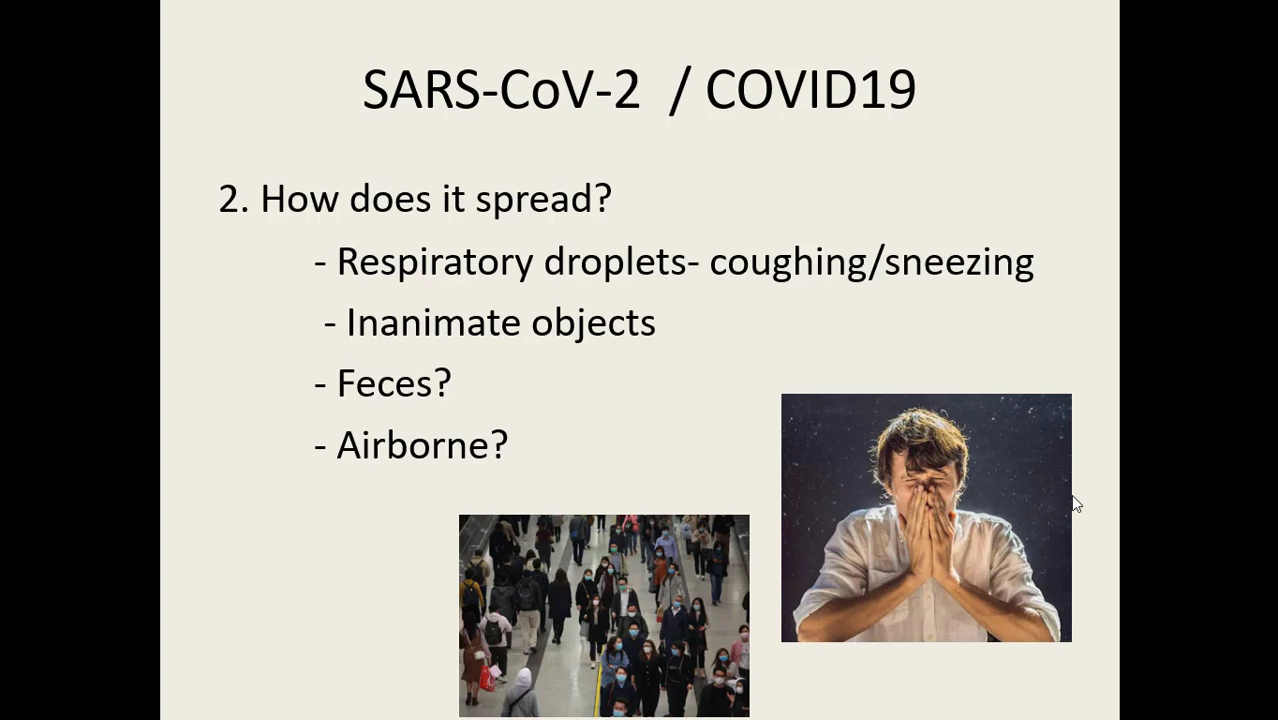 SARS-CoV-2 / COVID19
2. How does it spread?
- Respiratory droplets- coughing/sneezing
- Inanimate objects
- Feces?
- Airborne?